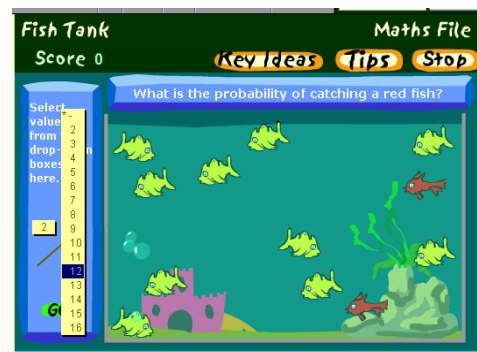 Fish Tank
Maths File
Score 0
Key Ideas
Tips
Stop
What is the probability of catching a red fish?
Select
value
from
drop-
boxes
here.
2
2
3
4
5
6
7
8
9
10
11
12
13
14
15
16